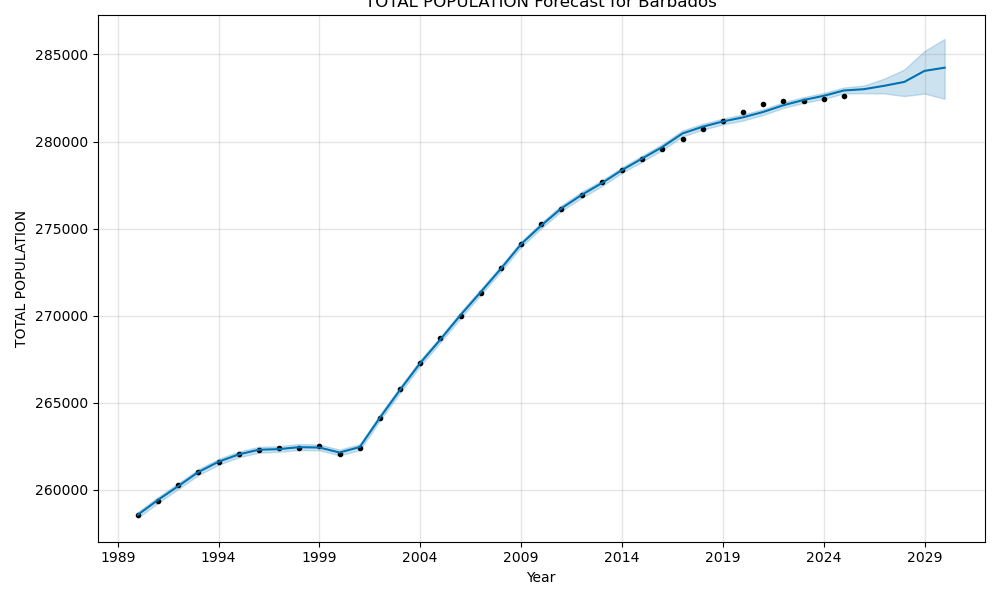 TOTAL POPULATION Forecast for Barbados
285000
280000
275000
270000
265000
260000
TOTAL POPULATION
1989 1994 1999 2004 2009 2014 2019 2024 2029
Year